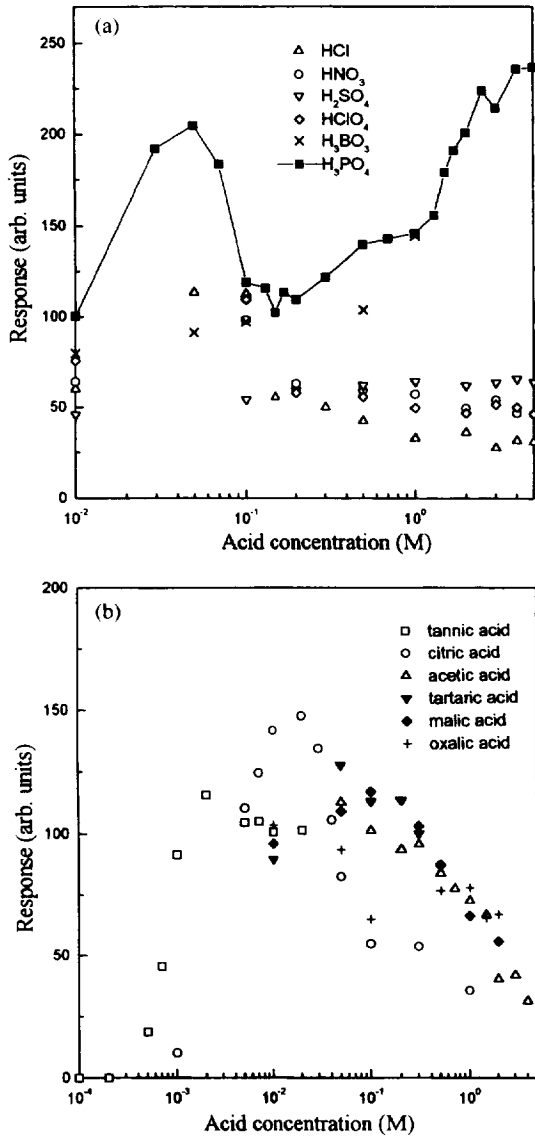 (a)
HCl
HNO₃
H₂SO₄
HClO₄
H₃BO₃
H₃PO₄
250
200
150
100
50
0
Response (arb. units)
10⁻²
10⁻¹
10⁰
Acid concentration (M)
(b)
tannic acid
citric acid
acetic acid
tartaric acid
malic acid
oxalic acid
200
150
100
50
0
Response (arb. units)
10⁻⁴
10⁻³
10⁻²
10⁻¹
10⁰
Acid concentration (M)